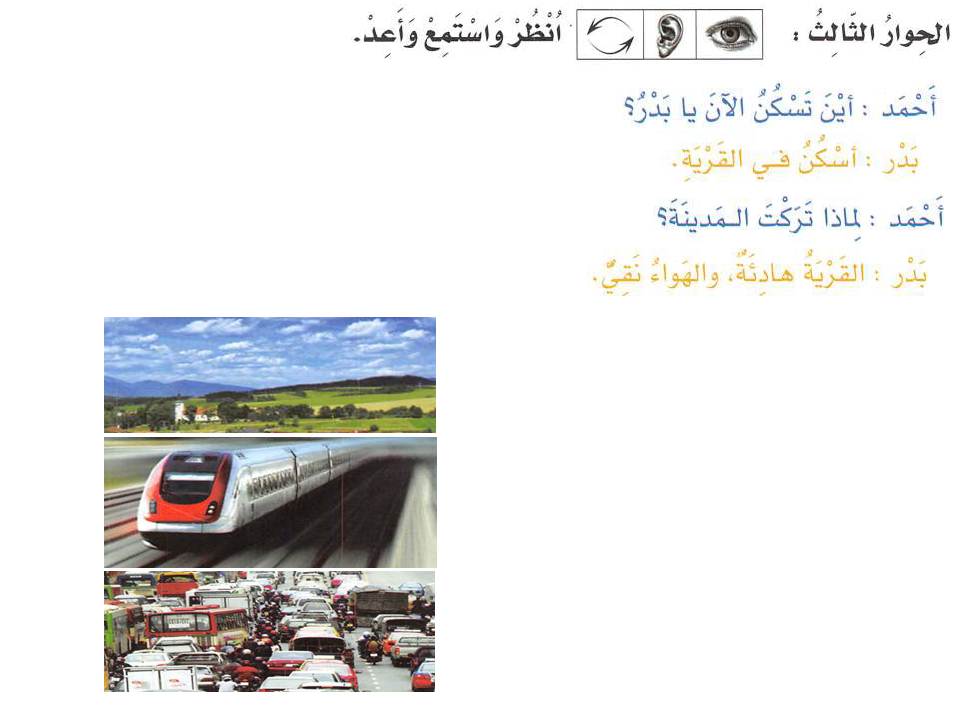 الحِوارُ الثّالِثُ : اُنْظُرْ وَاسْتَمِعْ وَأَعِدْ.
أَحْمَد : أيْنَ تَسْكُنُ الآنَ يا بَدْرُ؟
بَدْر : أسْكُنُ فـي القَرْيَةِ.
أَحْمَد : لِماذا تَرَكْتَ الـمَدينَةَ؟
بَدْر : القَرْيَةُ هادِئَةٌ، والهَواءُ نَقِيٌّ.